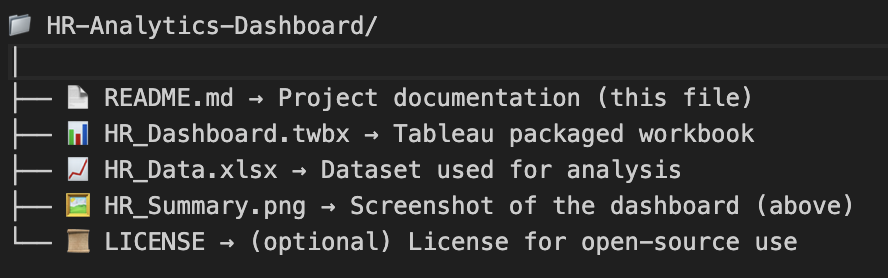 📁 HR-Analytics-Dashboard/
│
├── 📄 README.md → Project documentation (this file)
├── 📊 HR_Dashboard.twbx → Tableau packaged workbook
├── 📈 HR_Data.xlsx → Dataset used for analysis
├── 🖼️ HR_Summary.png → Screenshot of the dashboard (above)
└── 📜 LICENSE → (optional) License for open-source use